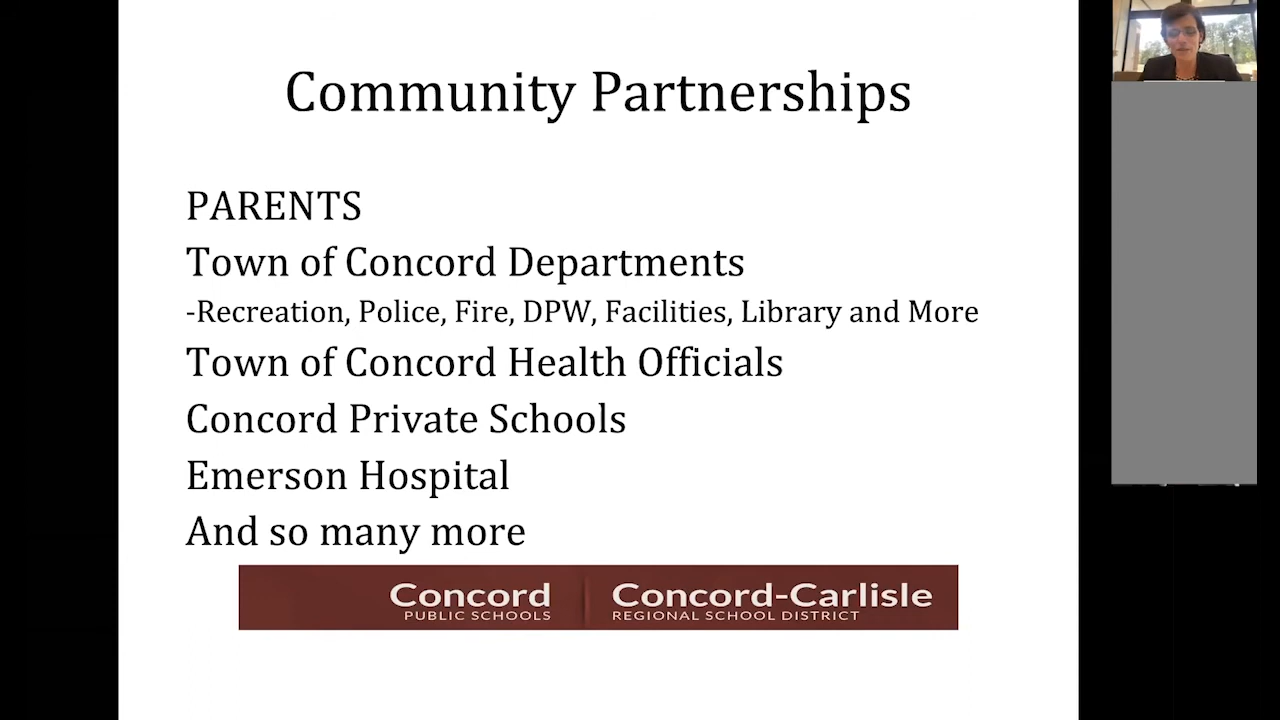 Community Partnerships
PARENTS
Town of Concord Departments
-Recreation, Police, Fire, DPW, Facilities, Library and More
Town of Concord Health Officials
Concord Private Schools
Emerson Hospital
And so many more
Concord
PUBLIC SCHOOLS
Concord-Carlisle
REGIONAL SCHOOL DISTRICT